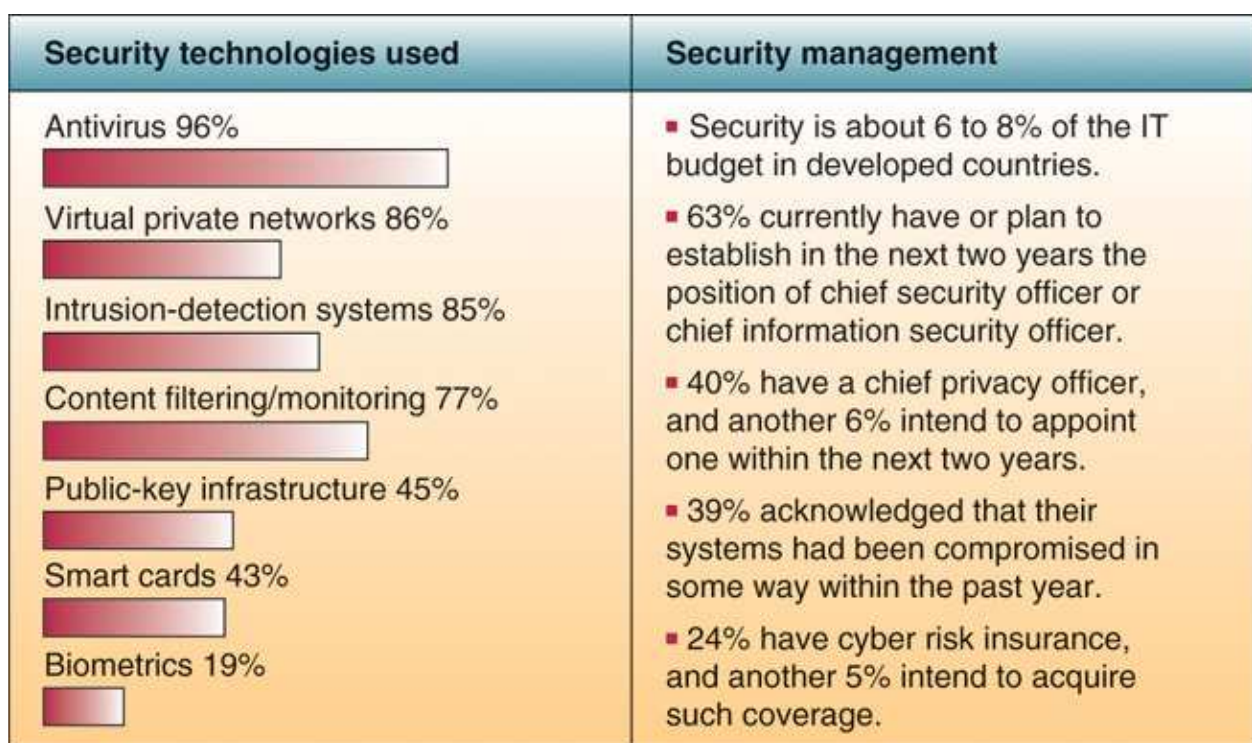 Security technologies used
Antivirus 96%
Virtual private networks 86%
Intrusion-detection systems 85%
Content filtering/monitoring 77%
Public-key infrastructure 45%
Smart cards 43%
Biometrics 19%
Security management
▪ Security is about 6 to 8% of the IT
budget in developed countries.
▪ 63% currently have or plan to
establish in the next two years the
position of chief security officer or
chief information security officer.
▪ 40% have a chief privacy officer,
and another 6% intend to appoint
one within the next two years.
▪ 39% acknowledged that their
systems had been compromised in
some way within the past year.
▪ 24% have cyber risk insurance,
and another 5% intend to acquire
such coverage.